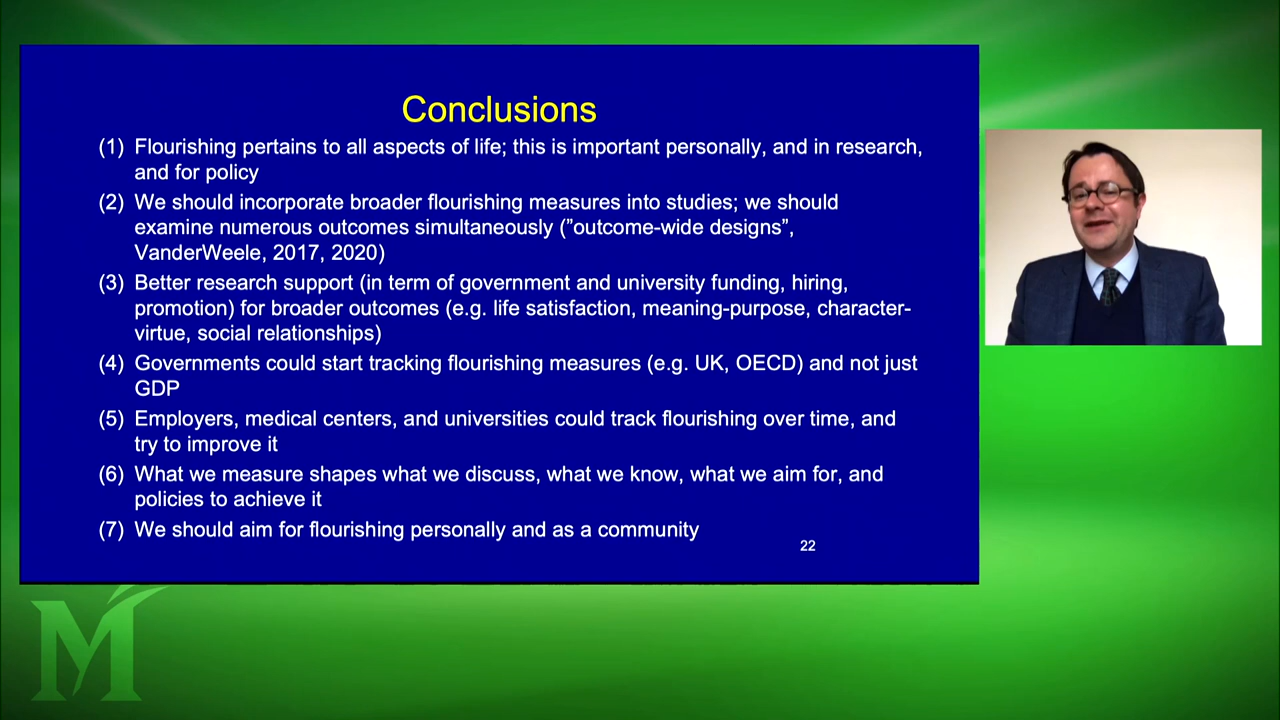 Conclusions
(1) Flourishing pertains to all aspects of life; this is important personally, and in research,
and for policy
(2) We should incorporate broader flourishing measures into studies; we should
examine numerous outcomes simultaneously (”outcome-wide designs”,
VanderWeele, 2017, 2020)
(3) Better research support (in term of government and university funding, hiring,
promotion) for broader outcomes (e.g. life satisfaction, meaning-purpose, character-
virtue, social relationships)
(4) Governments could start tracking flourishing measures (e.g. UK, OECD) and not just
GDP
(5) Employers, medical centers, and universities could track flourishing over time, and
try to improve it
(6) What we measure shapes what we discuss, what we know, what we aim for, and
policies to achieve it
(7) We should aim for flourishing personally and as a community
22
M